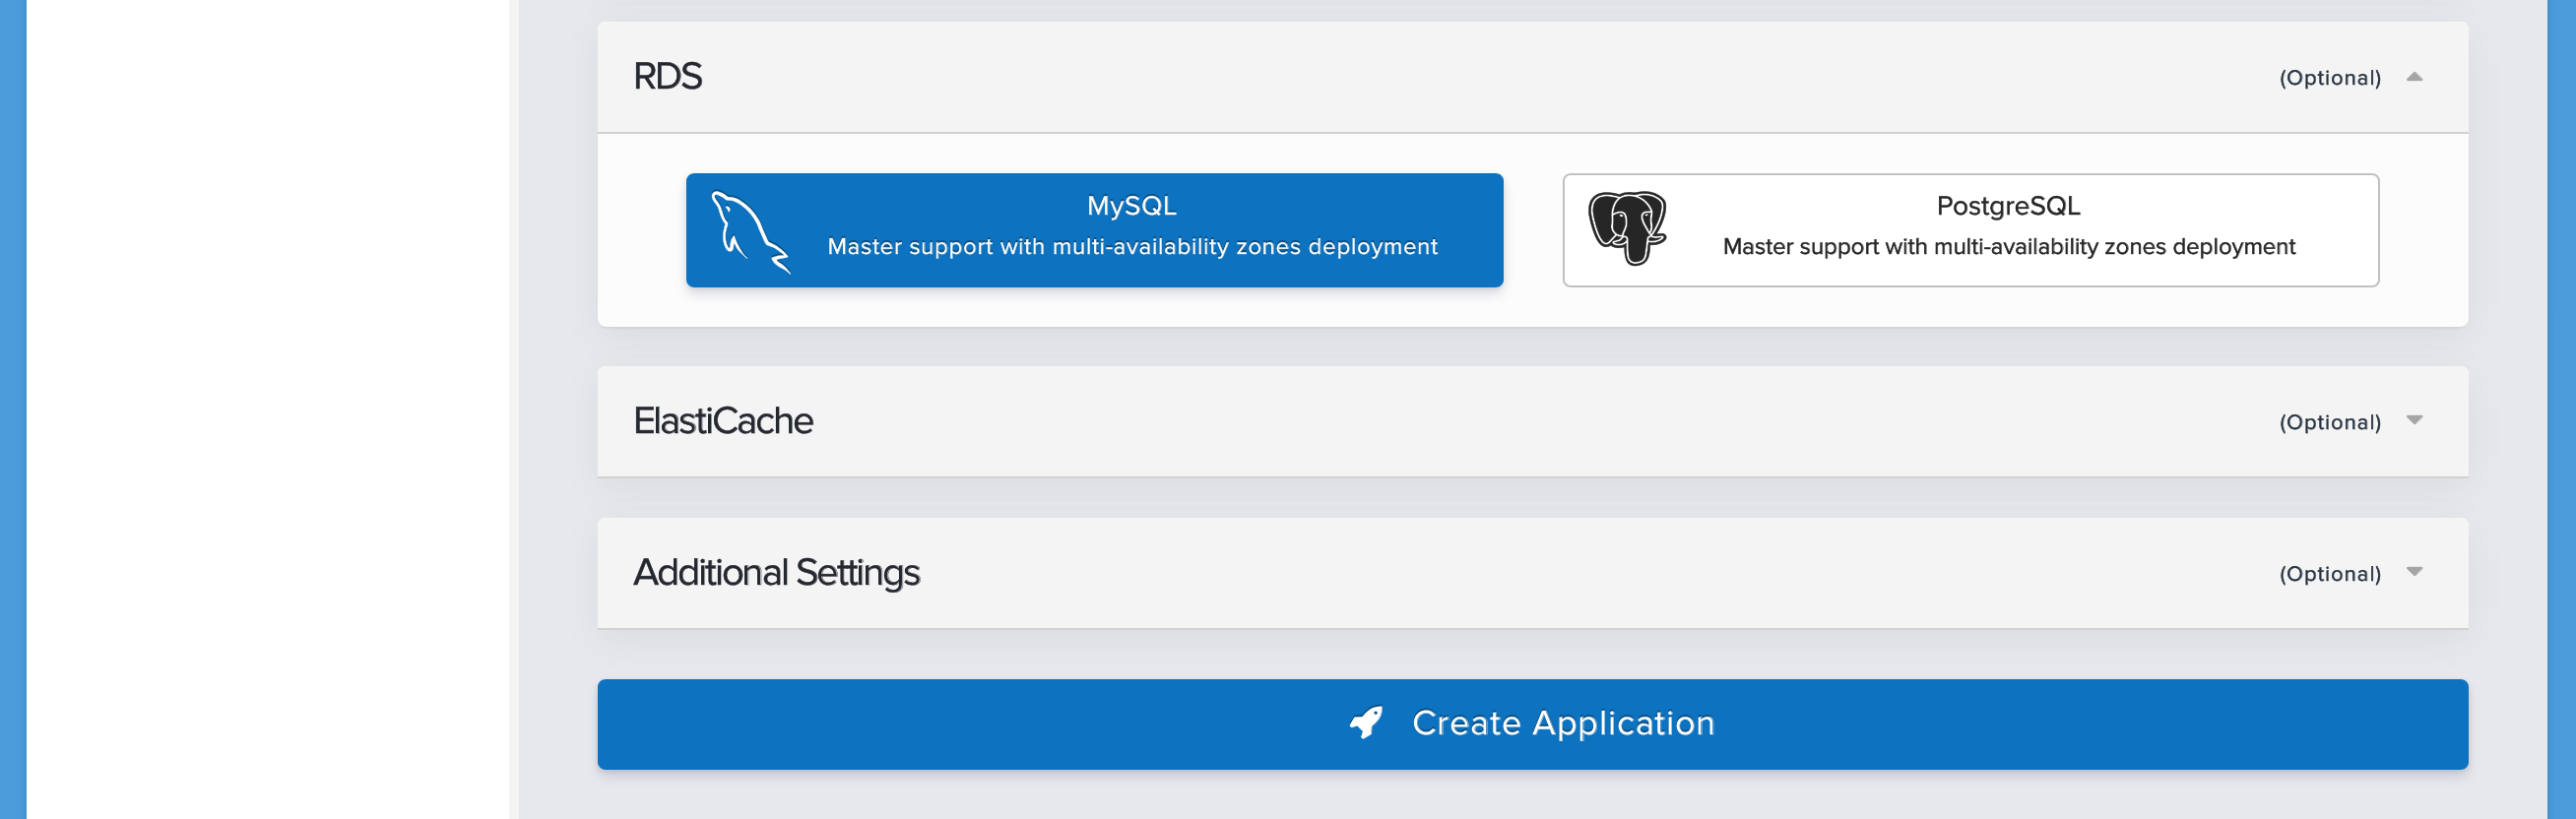 RDS
(Optional)
MySQL
Master support with multi-availability zones deployment
PostgreSQL
Master support with multi-availability zones deployment
ElastiCache
(Optional)
Additional Settings
(Optional)
Create Application